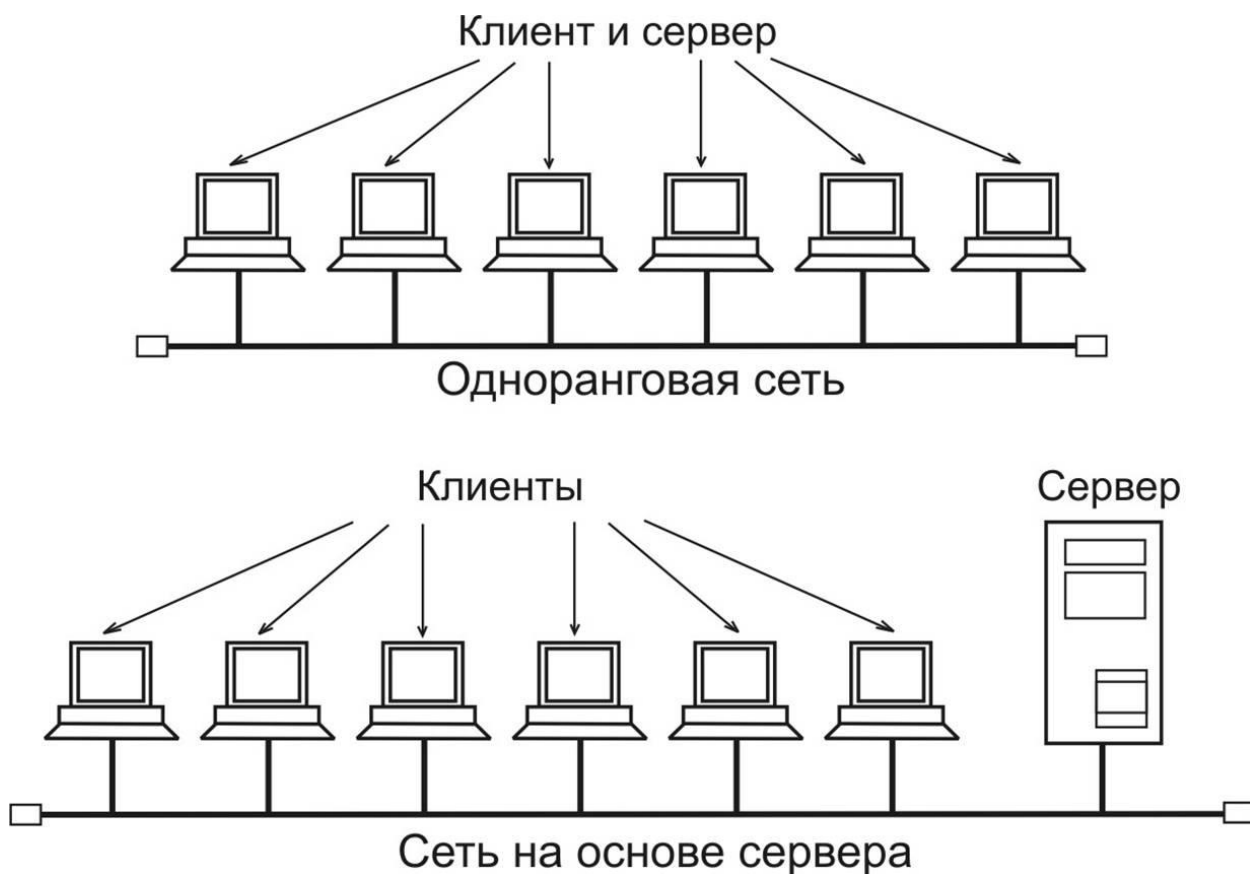 Клиент и сервер
Одноранговая сеть
Клиенты
Сервер
Сеть на основе сервера